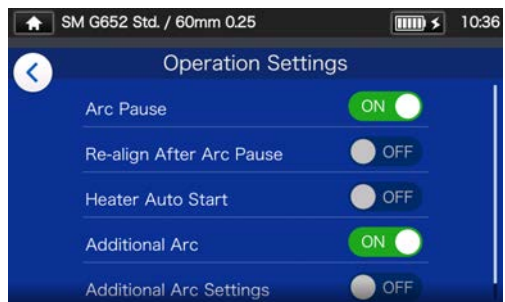 SM G652 Std. / 60mm 0.25 10:36
Operation Settings
Arc Pause ON
Re-align After Arc Pause OFF
Heater Auto Start OFF
Additional Arc ON
Additional Arc Settings OFF